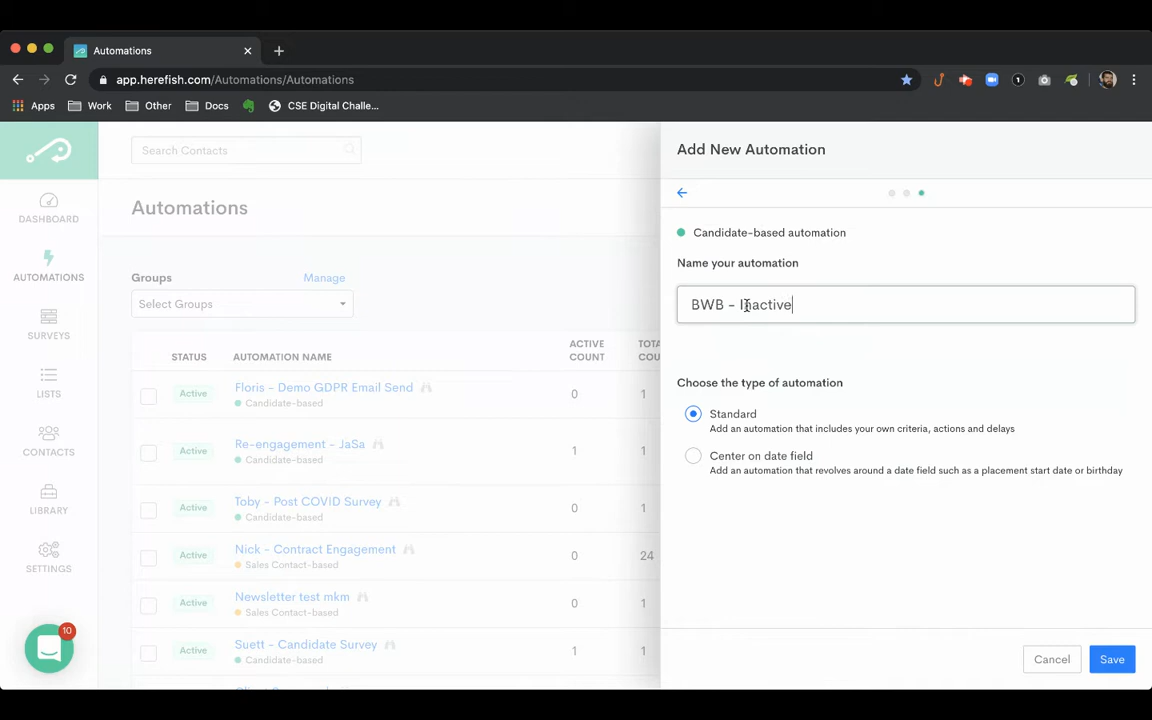 Automations
app.herefish.com/Automations/Automations
1
Apps Work Other Docs CSE Digital Challe...
Search Contacts
Add New Automation
DASHBOARD
Automations
Candidate-based automation
AUTOMATIONS
Name your automation
Groups Manage
Select Groups
BWB - Inactive
SURVEYS
STATUS AUTOMATION NAME ACTIVE COUNT
LISTS
Choose the type of automation
Active Floris - Demo GDPR Email Send 0 1
Candidate-based
Standard
Add an automation that includes your own criteria, actions and delays
CONTACTS
Active Re-engagement - JaSa 1 1
Candidate-based
Center on date field
Add an automation that revolves around a date field such as a placement start date or birthday
LIBRARY
Active Toby - Post COVID Survey 0 1
Candidate-based
SETTINGS
Active Nick - Contract Engagement 0 24
Sales Contact-based
Active Newsletter test mkm 0 1
Sales Contact-based
10
Active Suett - Candidate Survey 1 1
Candidate-based
Cancel Save